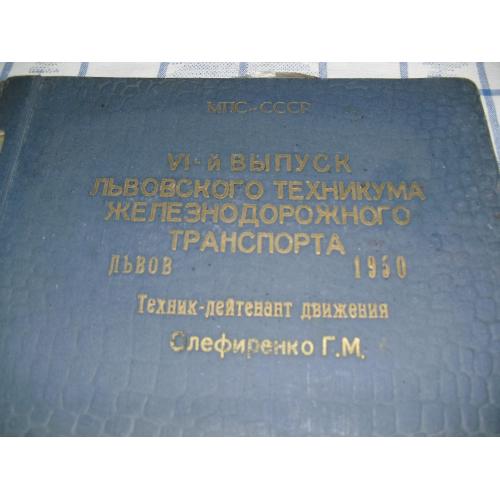 МПС-СССР
VI-й ВЫПУСК
ЛЬВОВСКОГО ТЕХНИКУМА
ЖЕЛЕЗНОДОРОЖНОГО
ТРАНСПОРТА
ЛЬВОВ 1950
Техник-лейтенант движения
Слефиренко Г.М.